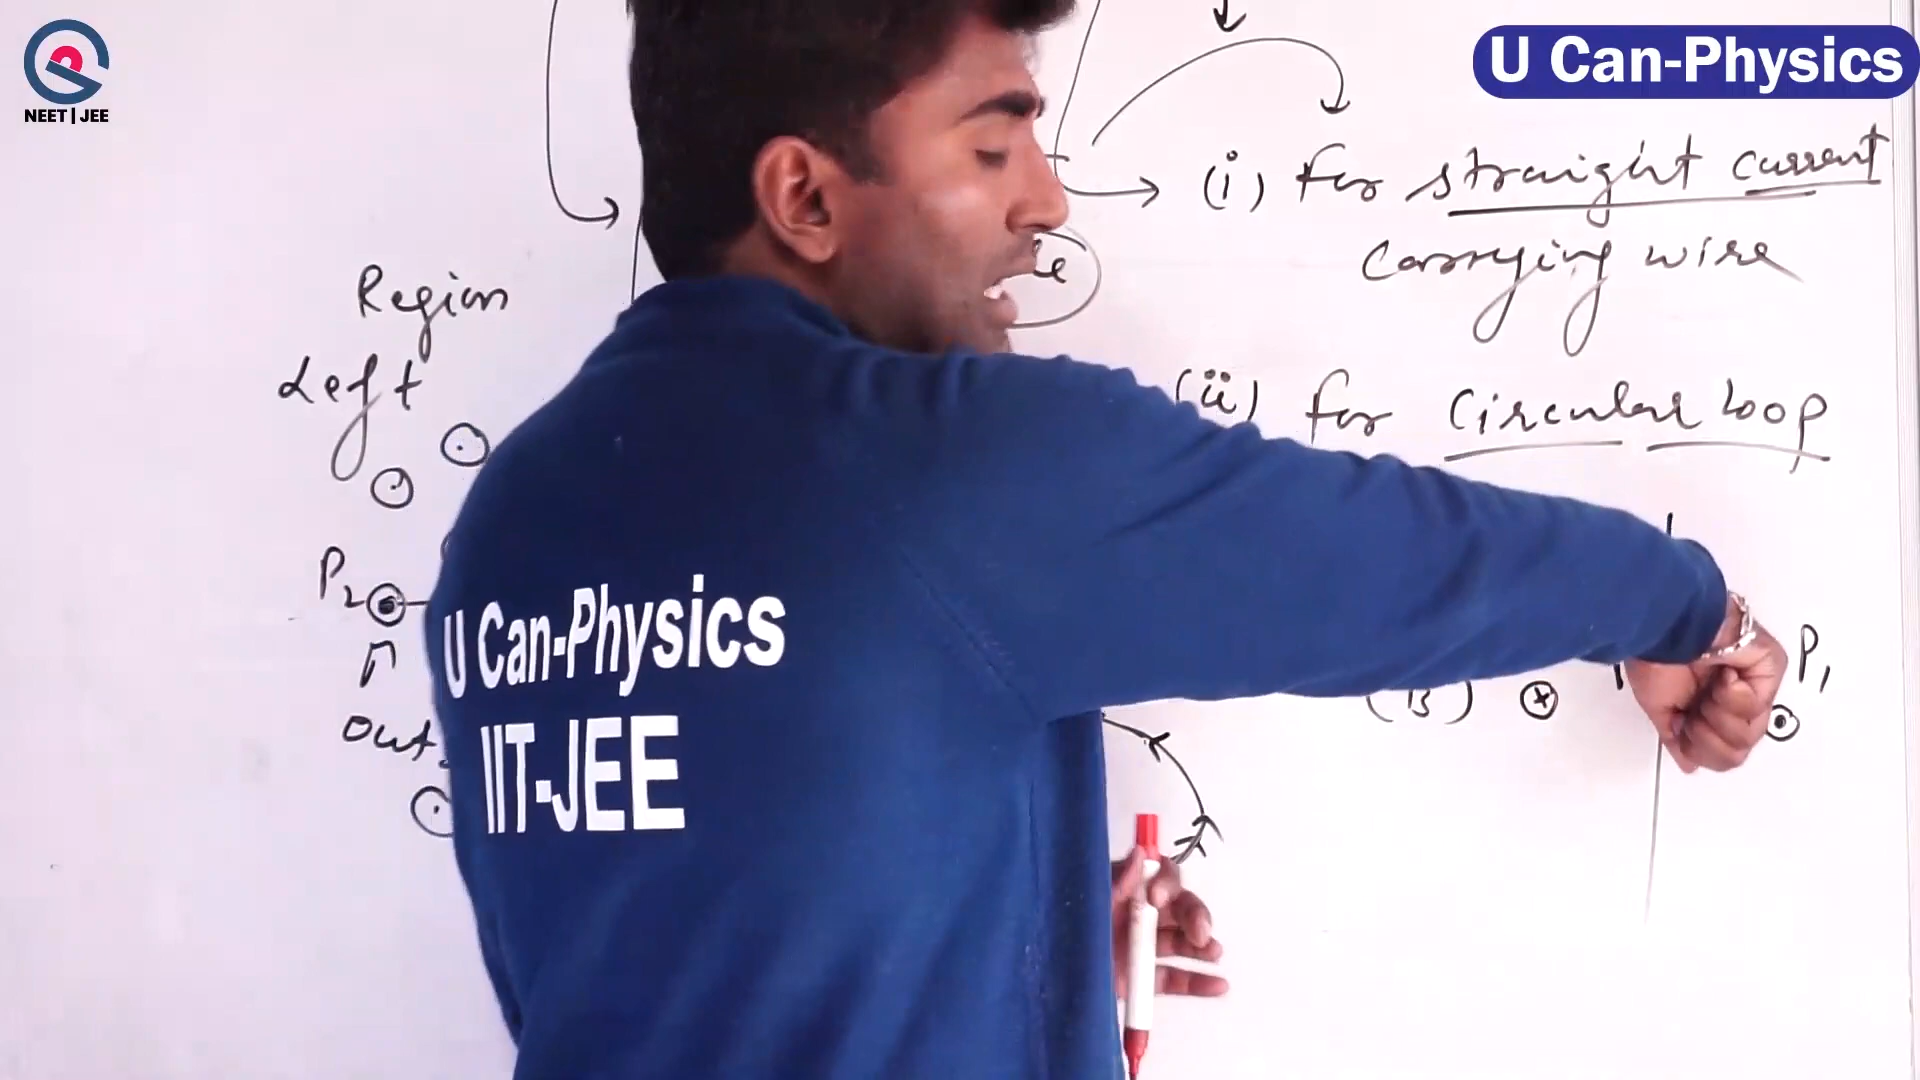 NEET | JEE
U Can-Physics
(i) For straight current
carrying wire
Region
Left
(ii) For Circular loop
P₂
out
U Can-Physics
IIT-JEE
(B)
P₁